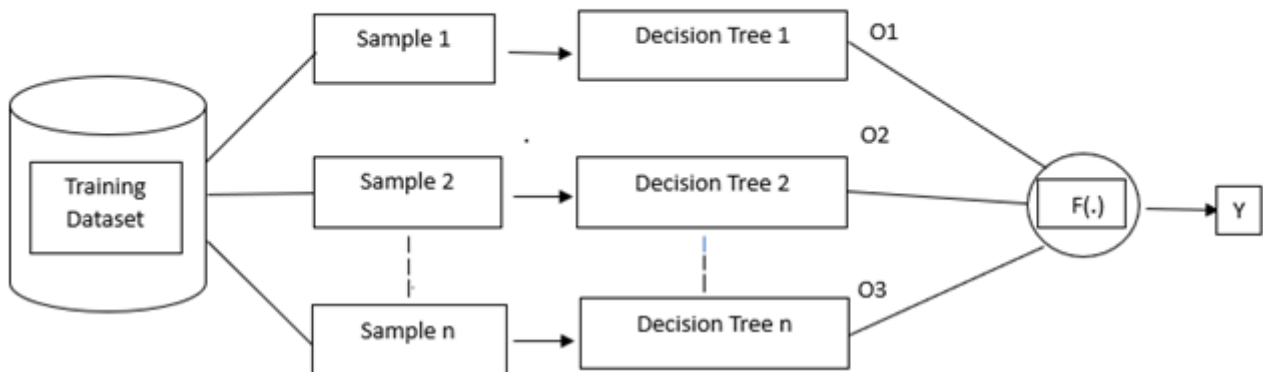 Sample 1
Decision Tree 1
O1
Training
Dataset
Sample 2
Decision Tree 2
O2
F(.)
Y
Sample n
Decision Tree n
O3